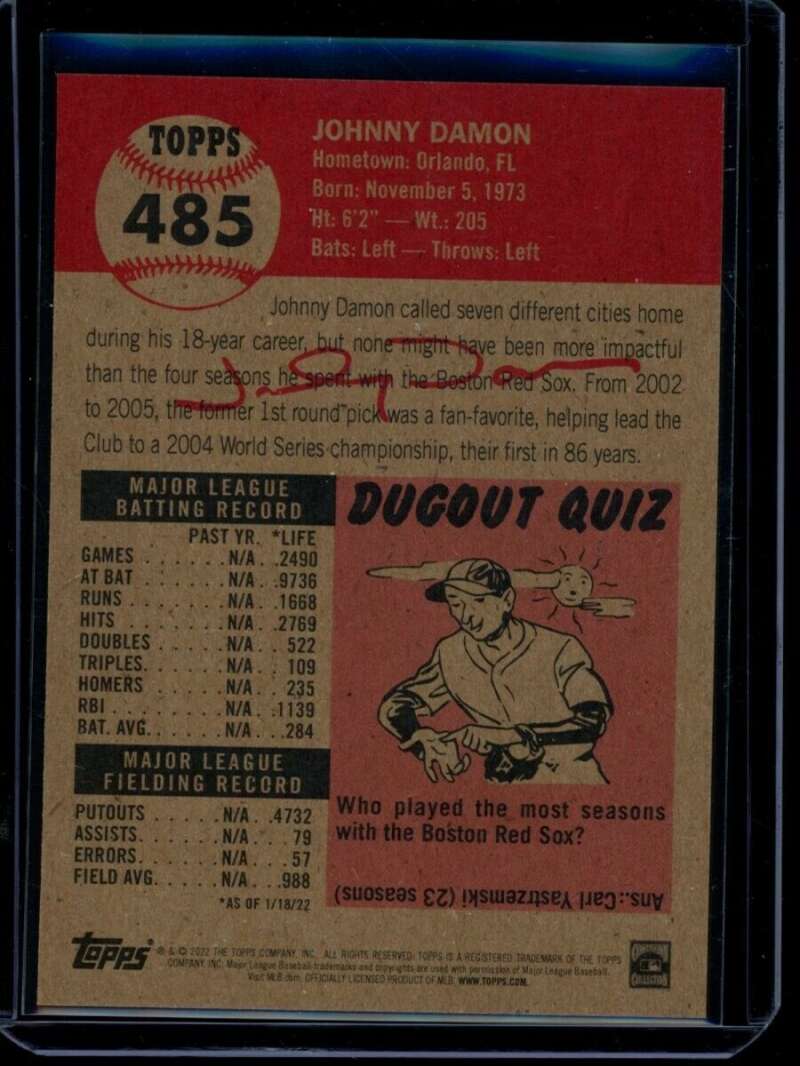 TOPPS
485
JOHNNY DAMON
Hometown: Orlando, FL
Born: November 5, 1973
Ht: 6'2" — Wt.: 205
Bats: Left — Throws: Left
Johnny Damon called seven different cities home
during his 18-year career, but none might have been more impactful
than the four seasons he spent with the Boston Red Sox. From 2002
to 2005, the former 1st round pick was a fan-favorite, helping lead the
Club to a 2004 World Series championship, their first in 86 years.
MAJOR LEAGUE
BATTING RECORD
PAST YR. *LIFE
GAMES . . . . . . . N/A . .2490
AT BAT . . . . . . N/A . .9736
RUNS . . . . . . . N/A . .1668
HITS . . . . . . . N/A . .2769
DOUBLES . . . . . . N/A . . 522
TRIPLES. . . . . . N/A . . 109
HOMERS . . . . . . N/A . . 235
RBI . . . . . . . . N/A . .1139
BAT. AVG. . . . . . N/A . . .284
MAJOR LEAGUE
FIELDING RECORD
PUTOUTS . . . . . . N/A . .4732
ASSISTS. . . . . . N/A . . . 79
ERRORS. . . . . . . N/A . . . 57
FIELD AVG. . . . . N/A . . .988
*AS OF 1/18/22
DUGOUT QUIZ
Who played the most seasons
with the Boston Red Sox?
Ans.: Carl Yastrzemski (23 seasons)
topps
® & © 2022 THE TOPPS COMPANY, INC. ALL RIGHTS RESERVED. TOPPS IS A REGISTERED TRADEMARK OF THE TOPPS
COMPANY, INC. Major League Baseball trademarks and copyrights are used with permission of Major League Baseball.
Visit MLB.com. OFFICIALLY LICENSED PRODUCT OF MLB. WWW.TOPPS.COM.